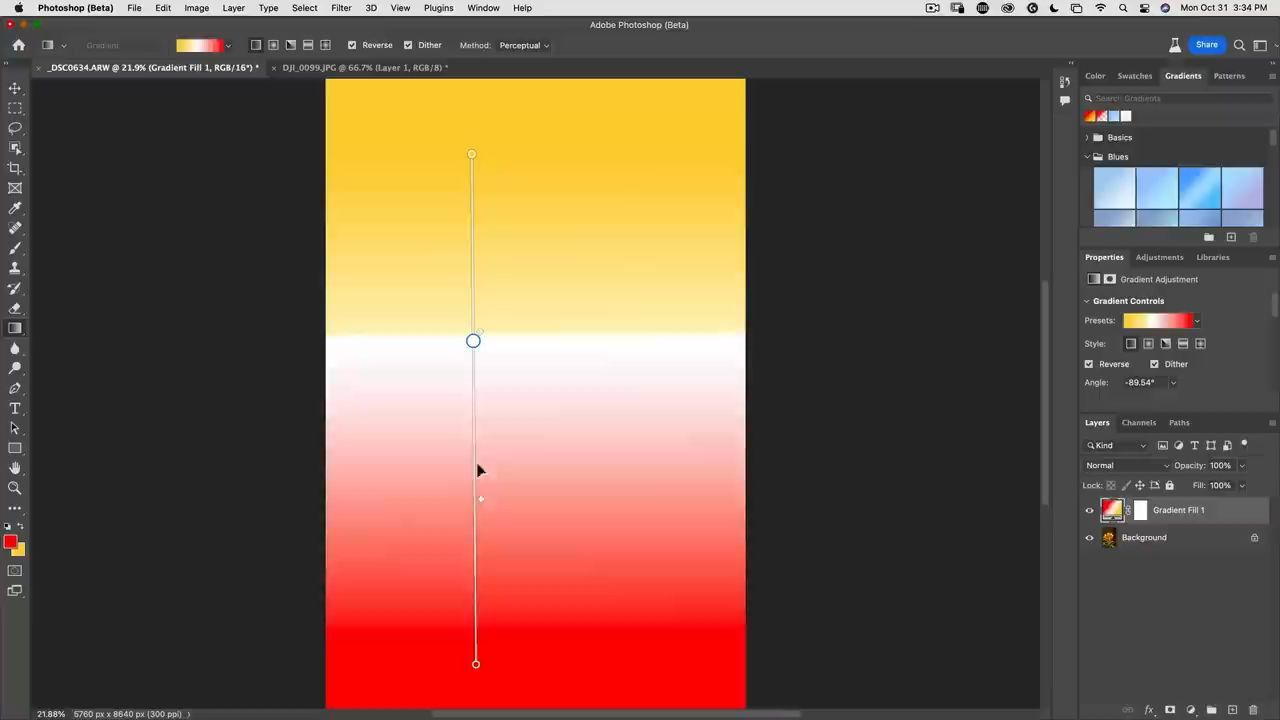 Photoshop (Beta) File Edit Image Layer Type Select Filter 3D View Plugins Window Help Mon Oct 31 3:34 PM
Adobe Photoshop (Beta)
Gradient Reverse Dither Method: Perceptual Share
_DSC0634.ARW @ 21.9% (Gradient Fill 1, RGB/16*) * DJI_0099.JPG @ 66.7% (Layer 1, RGB/8) *
Color Swatches Gradients Patterns
Search Gradients
Basics
Blues
Properties Adjustments Libraries
Gradient Adjustment
Gradient Controls
Presets:
Style:
Reverse Dither
Angle: -89.54°
Layers Channels Paths
Kind
Normal Opacity: 100%
Lock: Fill: 100%
Gradient Fill 1
Background
21.88% 5760 px x 8640 px (300 ppi)